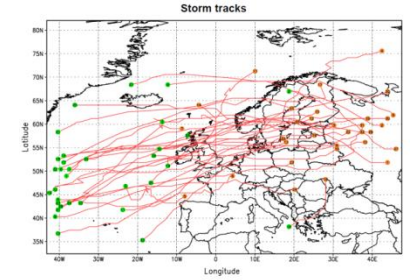 Storm tracks
80N
75N
70N
65N
60N
55N
50N
45N
40N
35N
Latitude
40W 30W 20W 10W 0 10E 20E 30E 40E
Longitude